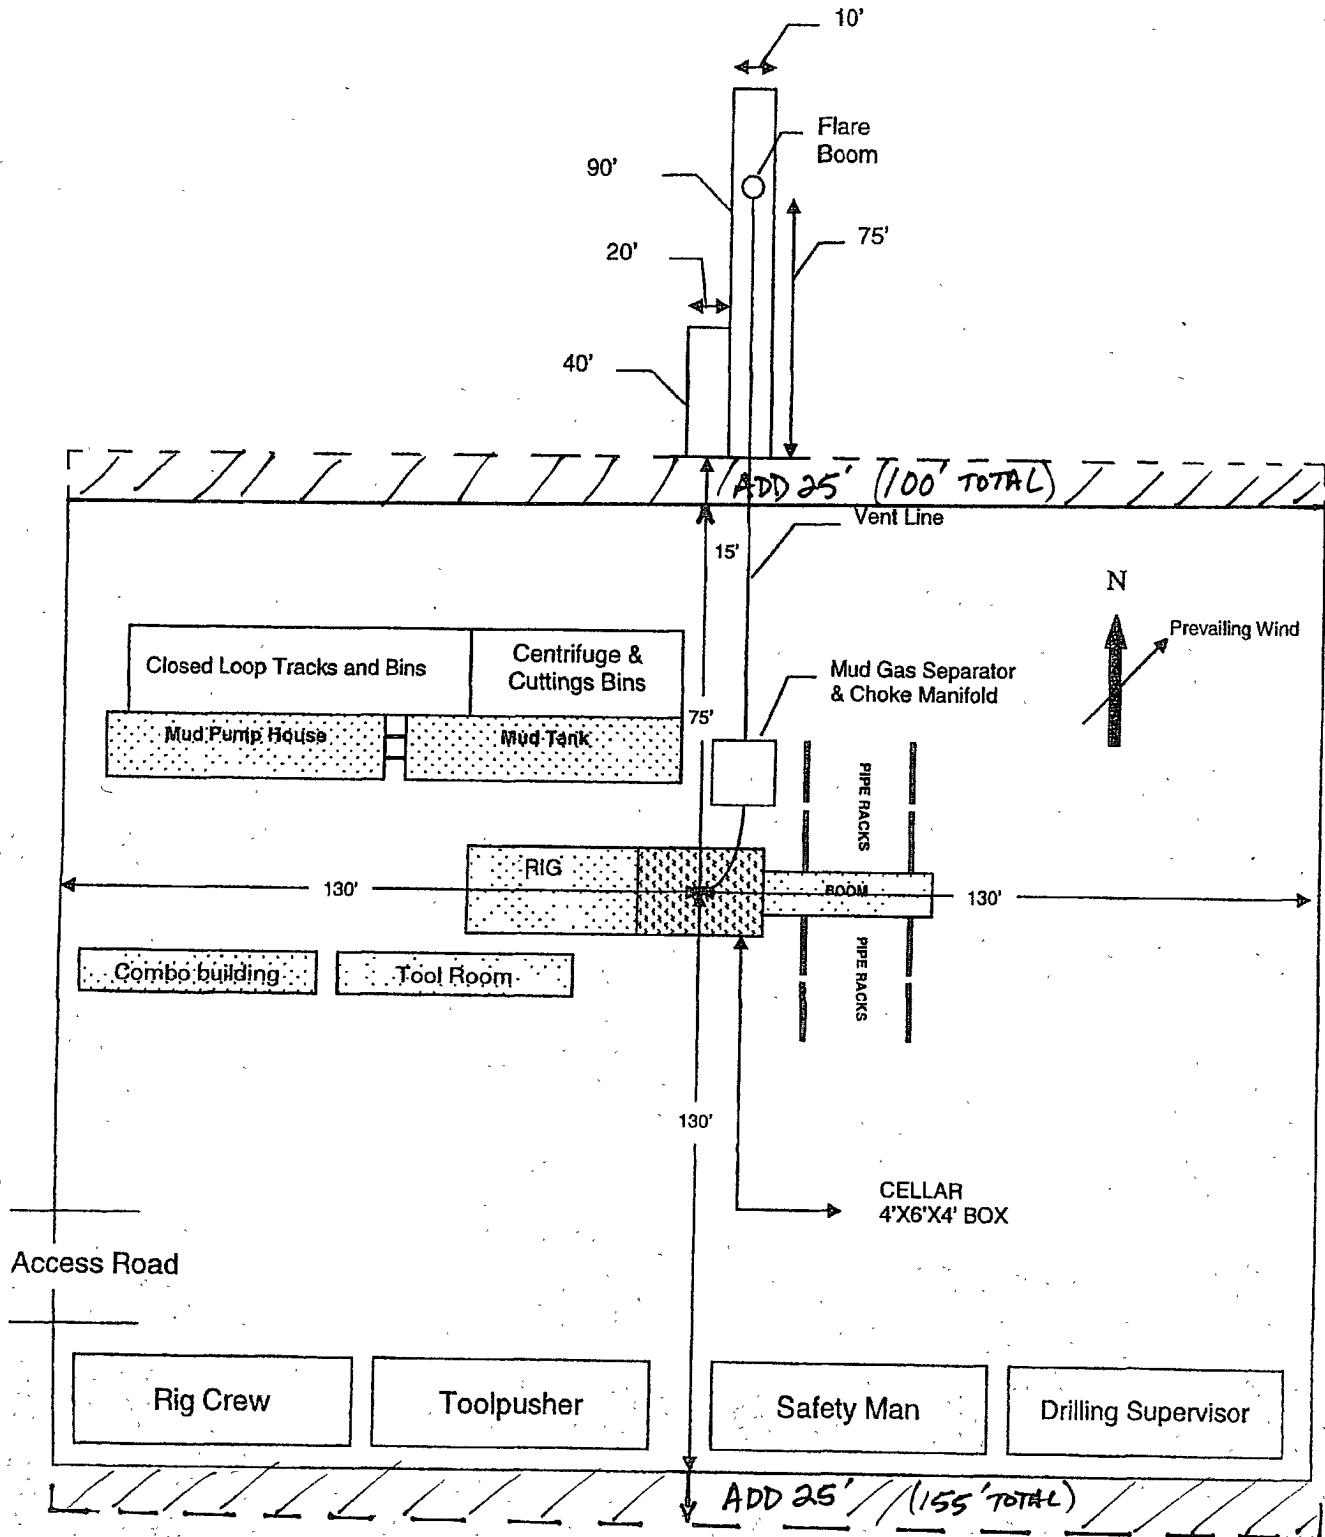 10'
Flare
Boom
90'
75'
20'
40'
ADD 25' (100' TOTAL)
Vent Line
15'
N
Prevailing Wind
Closed Loop Tracks and Bins
Centrifuge &
Cuttings Bins
Mud Gas Separator
& Choke Manifold
75'
Mud Pump House
Mud Tank
PIPE RACKS
RIG
130'
BOOM
130'
Combo building
Tool Room
PIPE RACKS
130'
CELLAR
4'X6'X4' BOX
Access Road
Rig Crew
Toolpusher
Safety Man
Drilling Supervisor
ADD 25' (155' TOTAL)